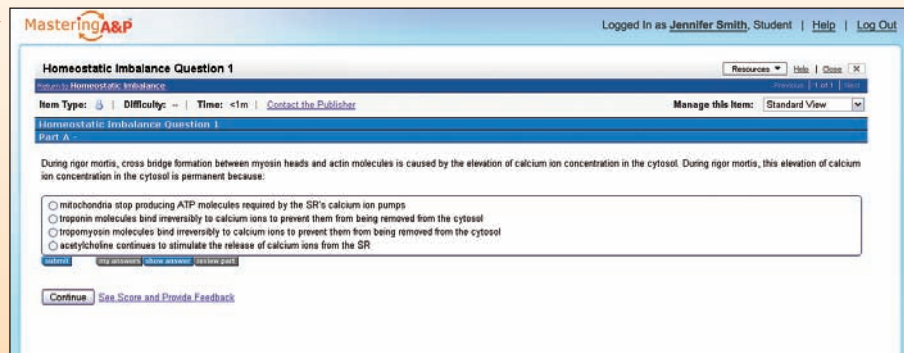 MasteringA&P
Logged In as Jennifer Smith, Student | Help | Log Out
Homeostatic Imbalance Question 1
Resources Help | Close X
Return to Homeostatic Imbalance
Previous | 1 of 1 | Next
Item Type: | Difficulty: -- | Time: <1m | Contact the Publisher
Manage this Item: Standard View
Homeostatic Imbalance Question 1
Part A -
During rigor mortis, cross bridge formation between myosin heads and actin molecules is caused by the elevation of calcium ion concentration in the cytosol. During rigor mortis, this elevation of calcium
ion concentration in the cytosol is permanent because:
mitochondria stop producing ATP molecules required by the SR's calcium ion pumps
troponin molecules bind irreversibly to calcium ions to prevent them from being removed from the cytosol
tropomyosin molecules bind irreversibly to calcium ions to prevent them from being removed from the cytosol
acetylcholine continues to stimulate the release of calcium ions from the SR
submit my answers show answer review part
Continue See Score and Provide Feedback